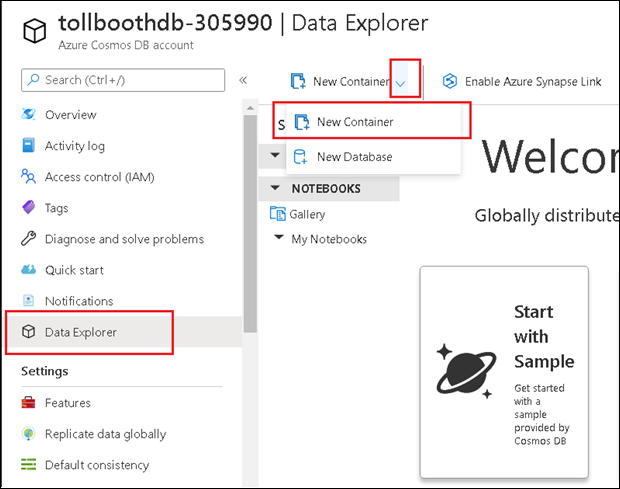 tollboothdb-305990 | Data Explorer
Azure Cosmos DB account
Search (Ctrl+/)
«
New Container
Enable Azure Synapse Link
Overview
Activity log
Access control (IAM)
Tags
Diagnose and solve problems
Quick start
Notifications
Data Explorer
Settings
Features
Replicate data globally
Default consistency
S
New Container
New Database
NOTEBOOKS
Gallery
My Notebooks
Welcon
Globally distribute
Start
with
Sample
Get started
with a
sample
provided by
Cosmos DB